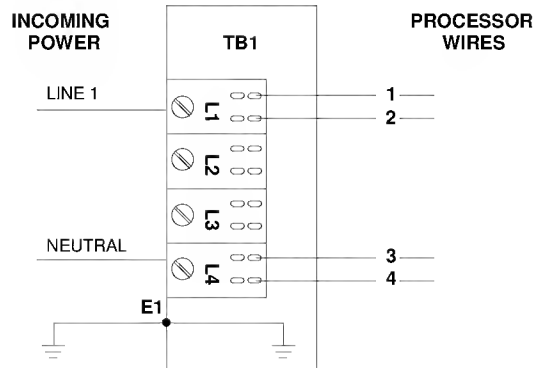 INCOMING
POWER
TB1
PROCESSOR
WIRES
LINE 1
L1
1
2
L2
L3
NEUTRAL
L4
3
4
E1